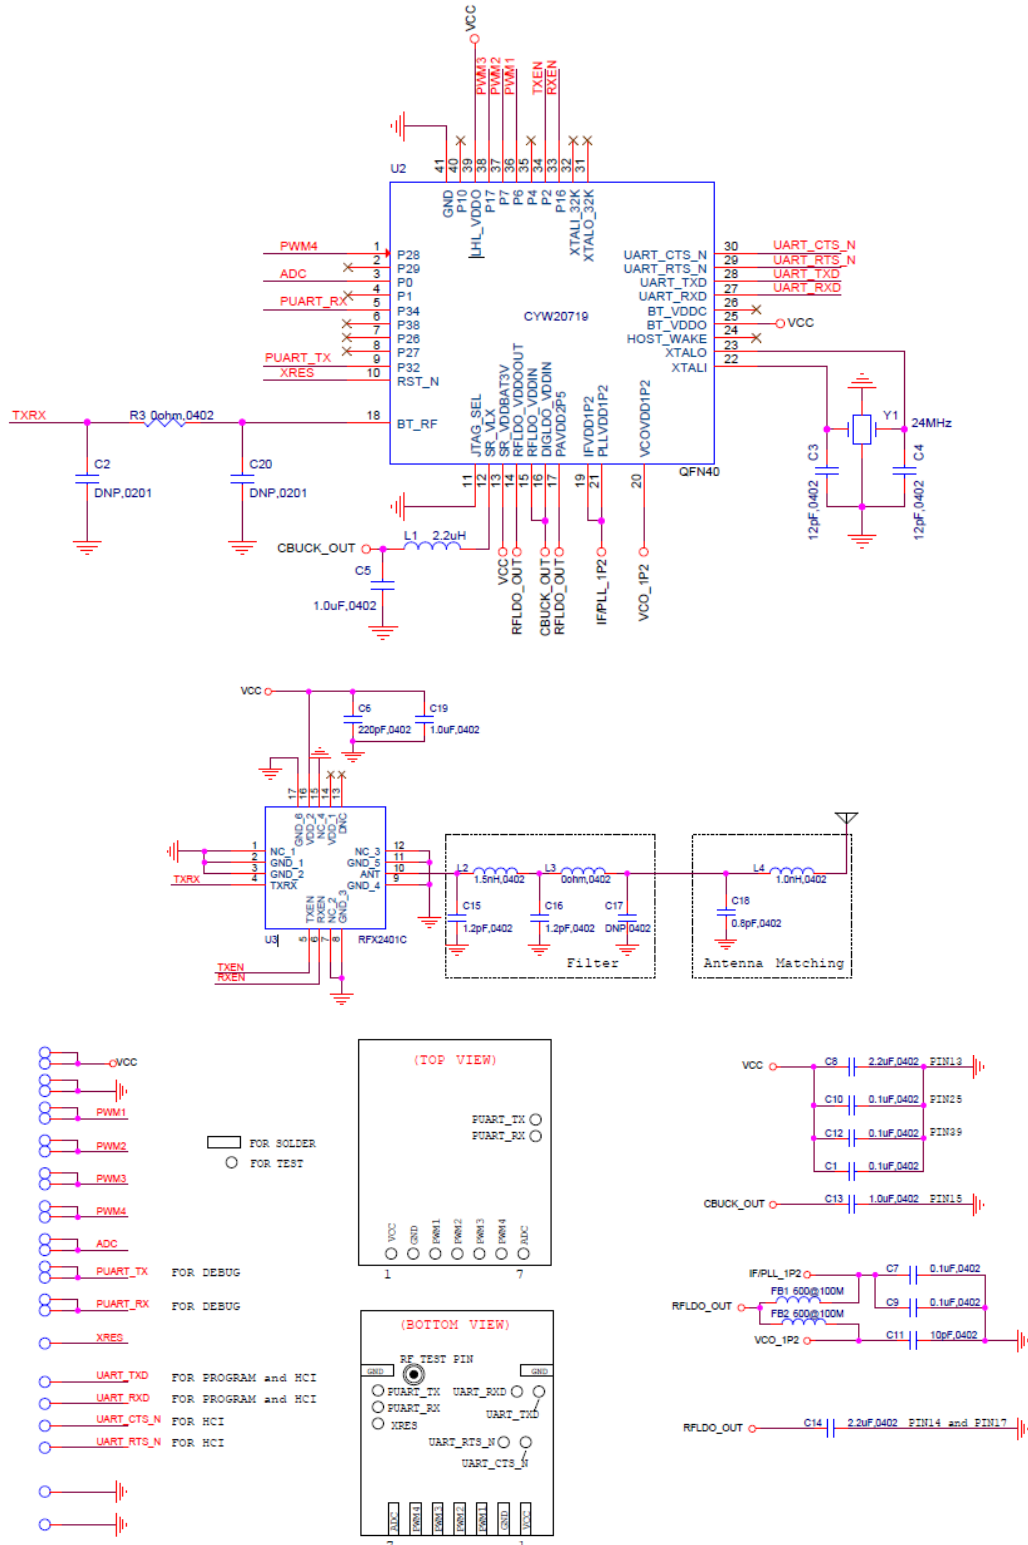 VCC
PWM3
PWM2
PWM1
TXEN
RXEN
U2
41
40
39
38
37
36
35
34
33
32
31
GND
P10
LHL_VDDO
P17
P7
P6
P4
P2
P16
XTALI_32K
XTALO_32K
PWM4 1 P28
2 P29
ADC 3 P0
4 P1
PUART_RX 5 P34
6 P38
7 P26
8 P27
PUART_TX 9 P32
XRES 10 RST_N
TXRX R3 0ohm,0402 18 BT_RF
CYW20719
UART_CTS_N 30 UART_CTS_N
UART_RTS_N 29 UART_RTS_N
UART_TXD 28 UART_TXD
UART_RXD 27 UART_RXD
BT_VDDC 26
BT_VDDO 25 VCC
HOST_WAKE 24
XTALO 23
XTALI 22
JTAG_SEL
SR_VLX
SR_VDDBAT3V
RFLDO_VDDOOUT
RFLDO_VDDIN
DIGLDO_VDDIN
PAVDD2P5
IFVDD1P2
PLLVDD1P2
VCOVDD1P2
QFN40
11
12
13
14
15
16
17
19
21
20
C2
DNP,0201
C20
DNP,0201
Y1
24MHz
C3
12pF,0402
C4
12pF,0402
CBUCK_OUT L1 2.2uH
C5
1.0uF,0402
VCC
RFLDO_OUT
CBUCK_OUT
RFLDO_OUT
IF/PLL_1P2
VCO_1P2
VCC
C6
220pF,0402
C19
1.0uF,0402
17
16
15
14
13
GND_6
VDD_2
NC_4
VDD_1
DNC
1 NC_1
2 GND_1
3 GND_2
TXRX 4 TXRX
NC_3 12
GND_5 11
ANT 10
GND_4 9
TXEN
RXEN
NC_2
GND_3
U3 RFX2401C
5
6
7
8
TXEN
RXEN
L2
1.5nH,0402
L3
0ohm,0402
C15
1.2pF,0402
C16
1.2pF,0402
C17
DNP,0402
Filter
L4
1.0nH,0402
C18
0.8pF,0402
Antenna Matching
VCC
PWM1
PWM2
PWM3
PWM4
ADC
PUART_TX FOR DEBUG
PUART_RX FOR DEBUG
XRES
UART_TXD FOR PROGRAM and HCI
UART_RXD FOR PROGRAM and HCI
UART_CTS_N FOR HCI
UART_RTS_N FOR HCI
FOR SOLDER
FOR TEST
(TOP VIEW)
PUART_TX
PUART_RX
VCC
GND
PWM1
PWM2
PWM3
PWM4
ADC
1 7
(BOTTOM VIEW)
RF TEST PIN
GND GND
PUART_TX UART_RXD
PUART_RX UART_TXD
XRES
UART_RTS_N
UART_CTS_N
ADC
PWM4
PWM3
PWM2
PWM1
GND
VCC
7 1
VCC C8 2.2uF,0402 PIN13
C10 0.1uF,0402 PIN25
C12 0.1uF,0402 PIN39
C1 0.1uF,0402
CBUCK_OUT C13 1.0uF,0402 PIN15
IF/PLL_1P2 C7 0.1uF,0402
FB1 600@100M
RFLDO_OUT C9 0.1uF,0402
FB2 600@100M
VCO_1P2 C11 10pF,0402
RFLDO_OUT C14 2.2uF,0402 PIN14 and PIN17